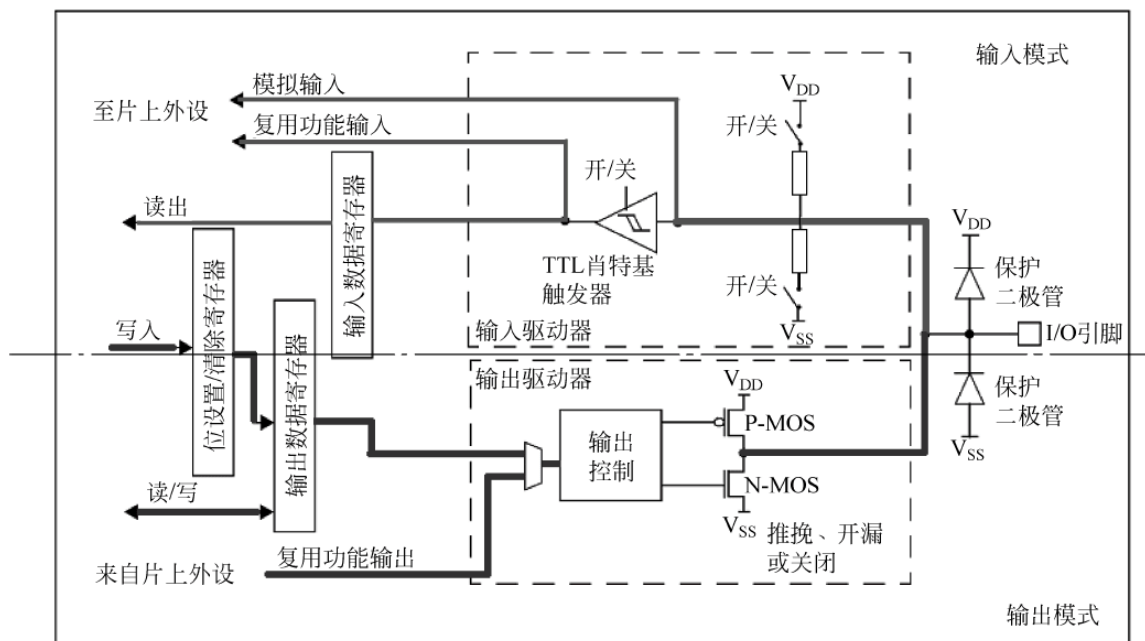 输入模式
模拟输入
至片上外设
复用功能输入
VDD
开/关
开/关
读出
输入数据寄存器
TTL肖特基
触发器
开/关
VSS
输入驱动器
VDD
保护
二极管
I/O引脚
写入
位设置/清除寄存器
输出数据寄存器
输出驱动器
VDD
P-MOS
输出
控制
N-MOS
VSS
推挽、开漏
或关闭
保护
二极管
VSS
读/写
复用功能输出
来自片上外设
输出模式